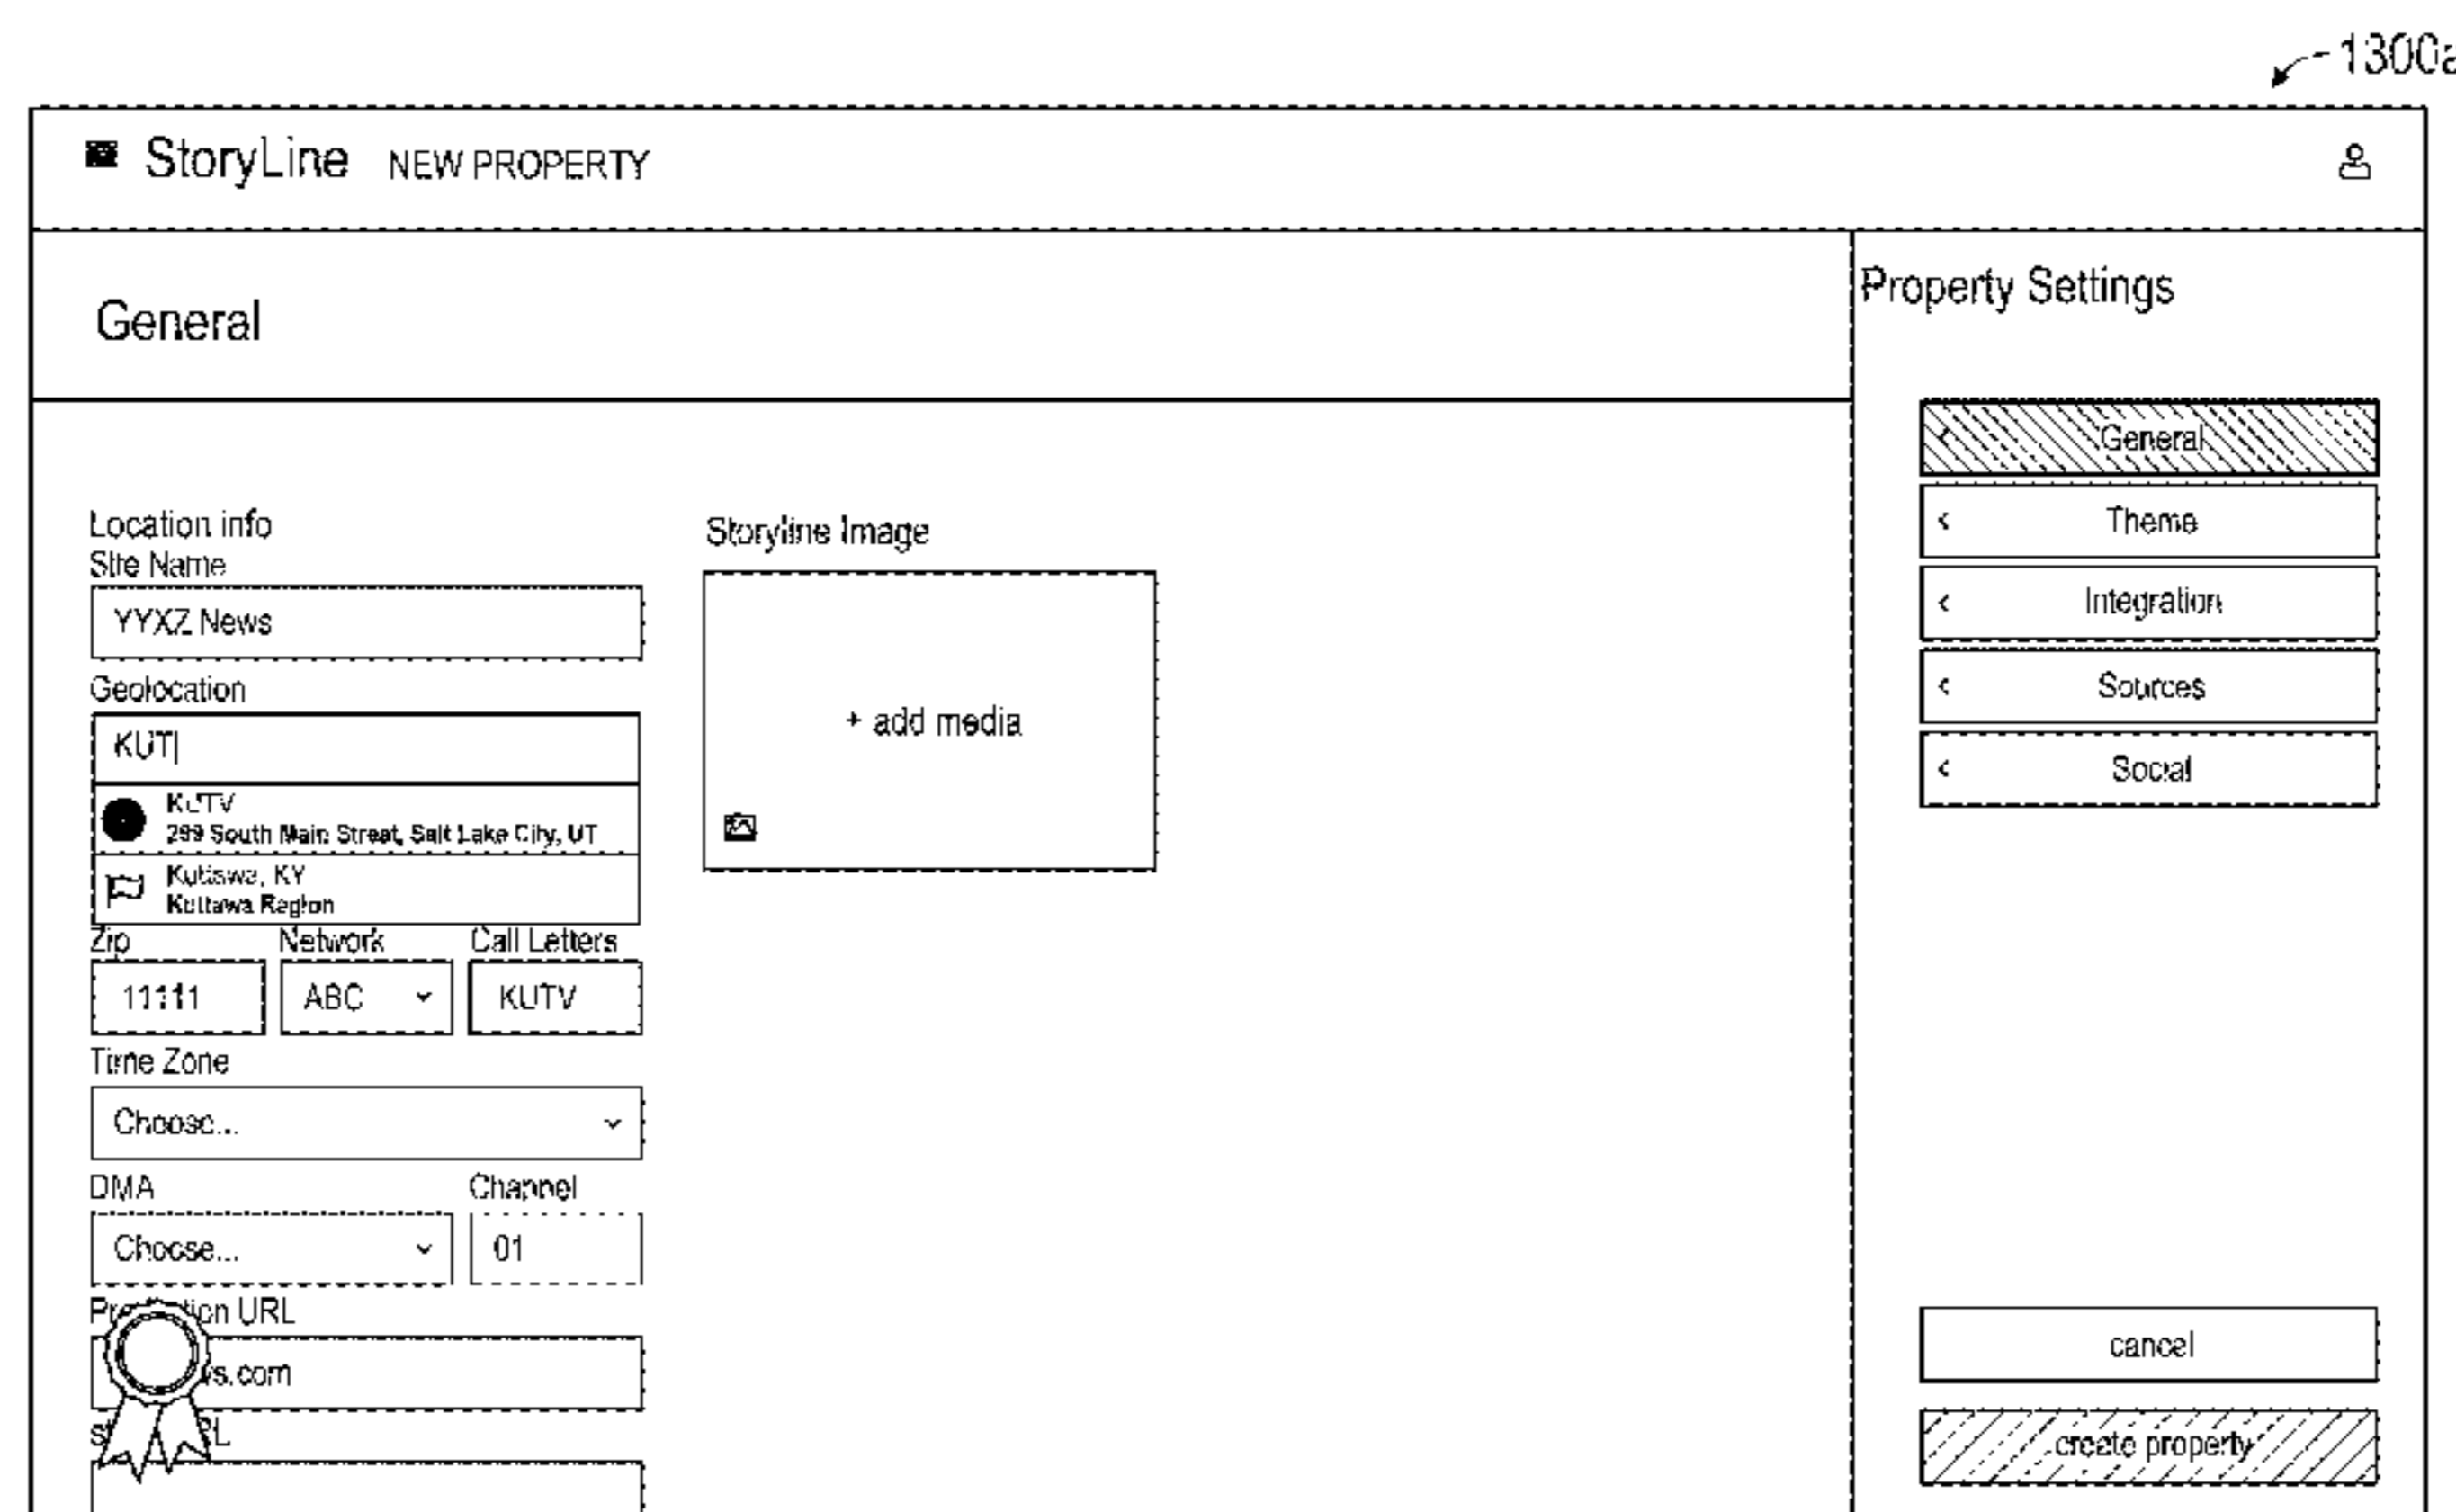 1300a
StoryLine NEW PROPERTY
General
Property Settings
General
Theme
Integration
Sources
Social
Location info
Site Name
YYXZ News
Geolocation
KUT
KUTV
299 South Main Street, Salt Lake City, UT
Kuttawa, KY
Kuttawa Region
Zip Network Call Letters
11111 ABC KUTV
Time Zone
Choose...
DMA Channel
Choose... 01
URL
Storyline Image
+ add media
cancel
create property